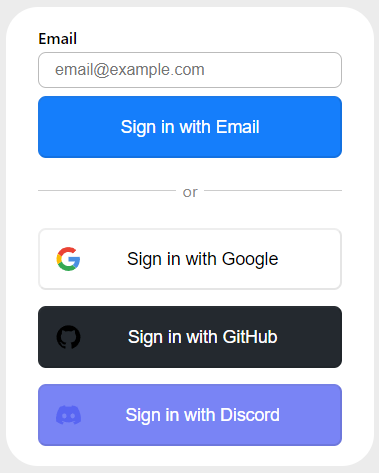 Email
email@example.com
Sign in with Email
or
Sign in with Google
Sign in with GitHub
Sign in with Discord